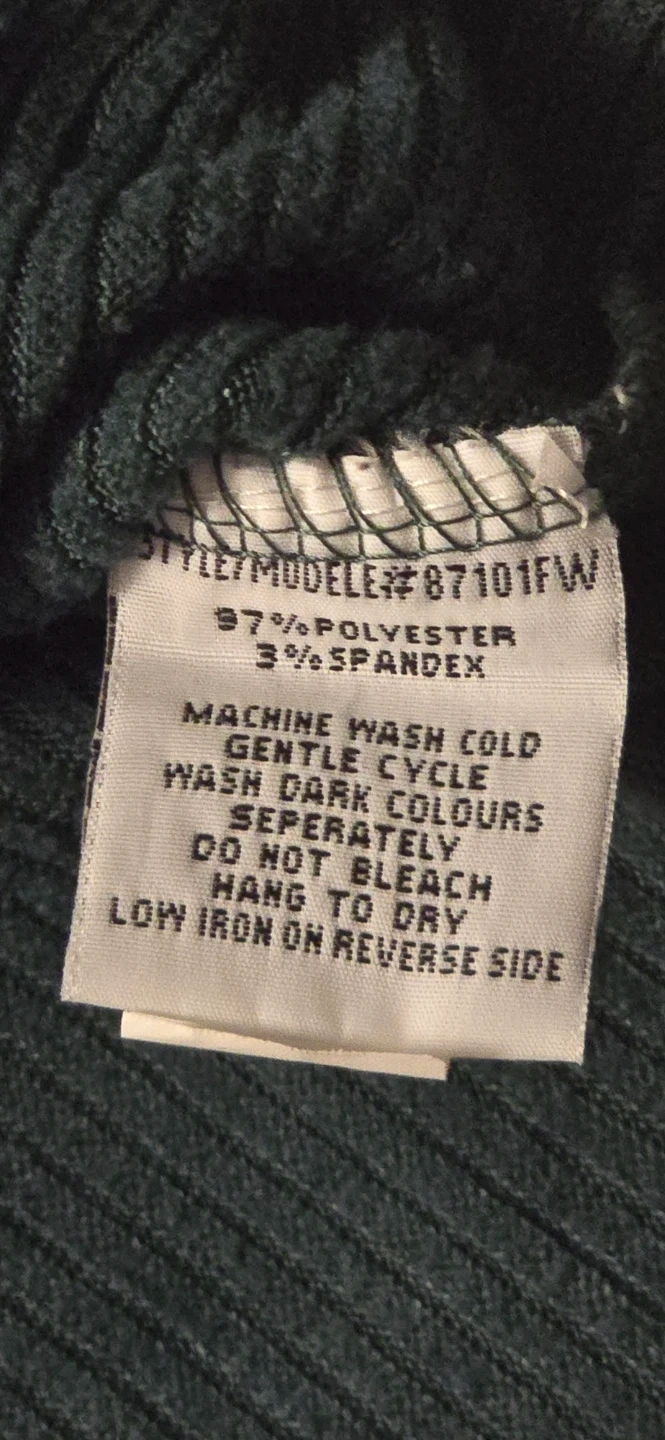 STYLE/MODELE# 87101FW
97%POLYESTER
3%SPANDEX
MACHINE WASH COLD
GENTLE CYCLE
WASH DARK COLOURS
SEPERATELY
DO NOT BLEACH
HANG TO DRY
LOW IRON ON REVERSE SIDE